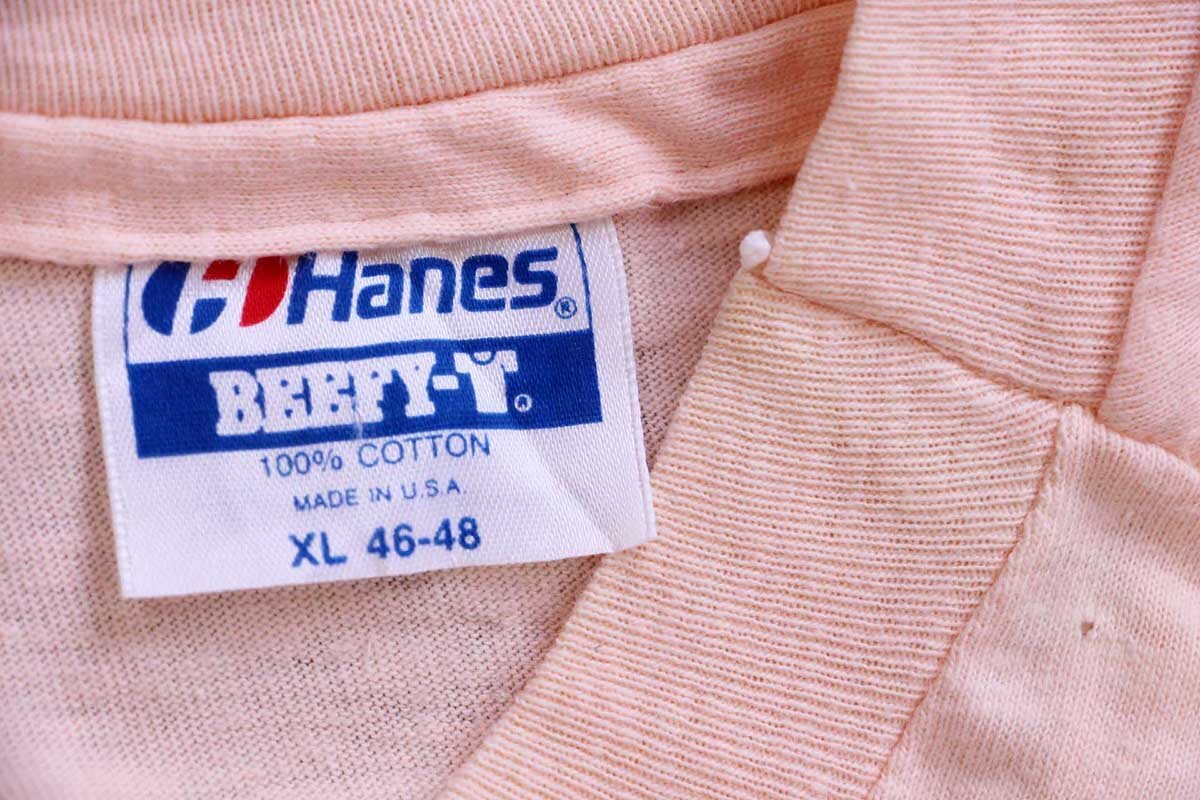 Hanes®
BEEFY-T®
100% COTTON
MADE IN U.S.A.
XL 46-48